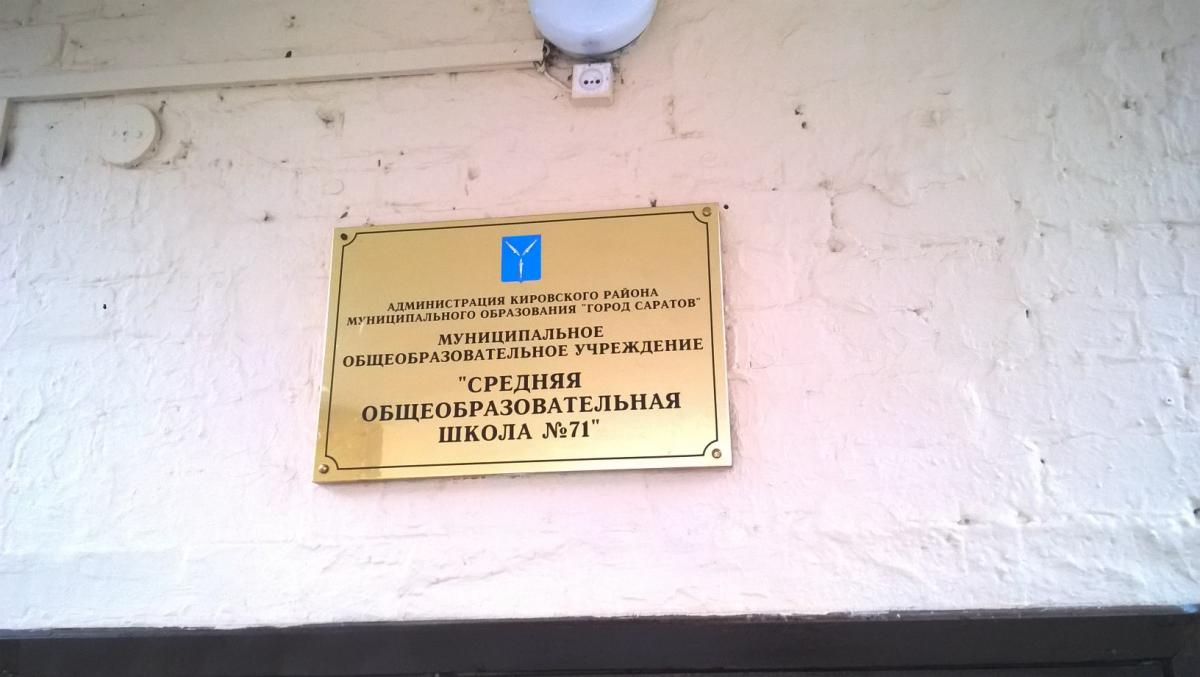 АДМИНИСТРАЦИЯ КИРОВСКОГО РАЙОНА
МУНИЦИПАЛЬНОГО ОБРАЗОВАНИЯ "ГОРОД САРАТОВ"
МУНИЦИПАЛЬНОЕ
ОБЩЕОБРАЗОВАТЕЛЬНОЕ УЧРЕЖДЕНИЕ
"СРЕДНЯЯ
ОБЩЕОБРАЗОВАТЕЛЬНАЯ
ШКОЛА №71"